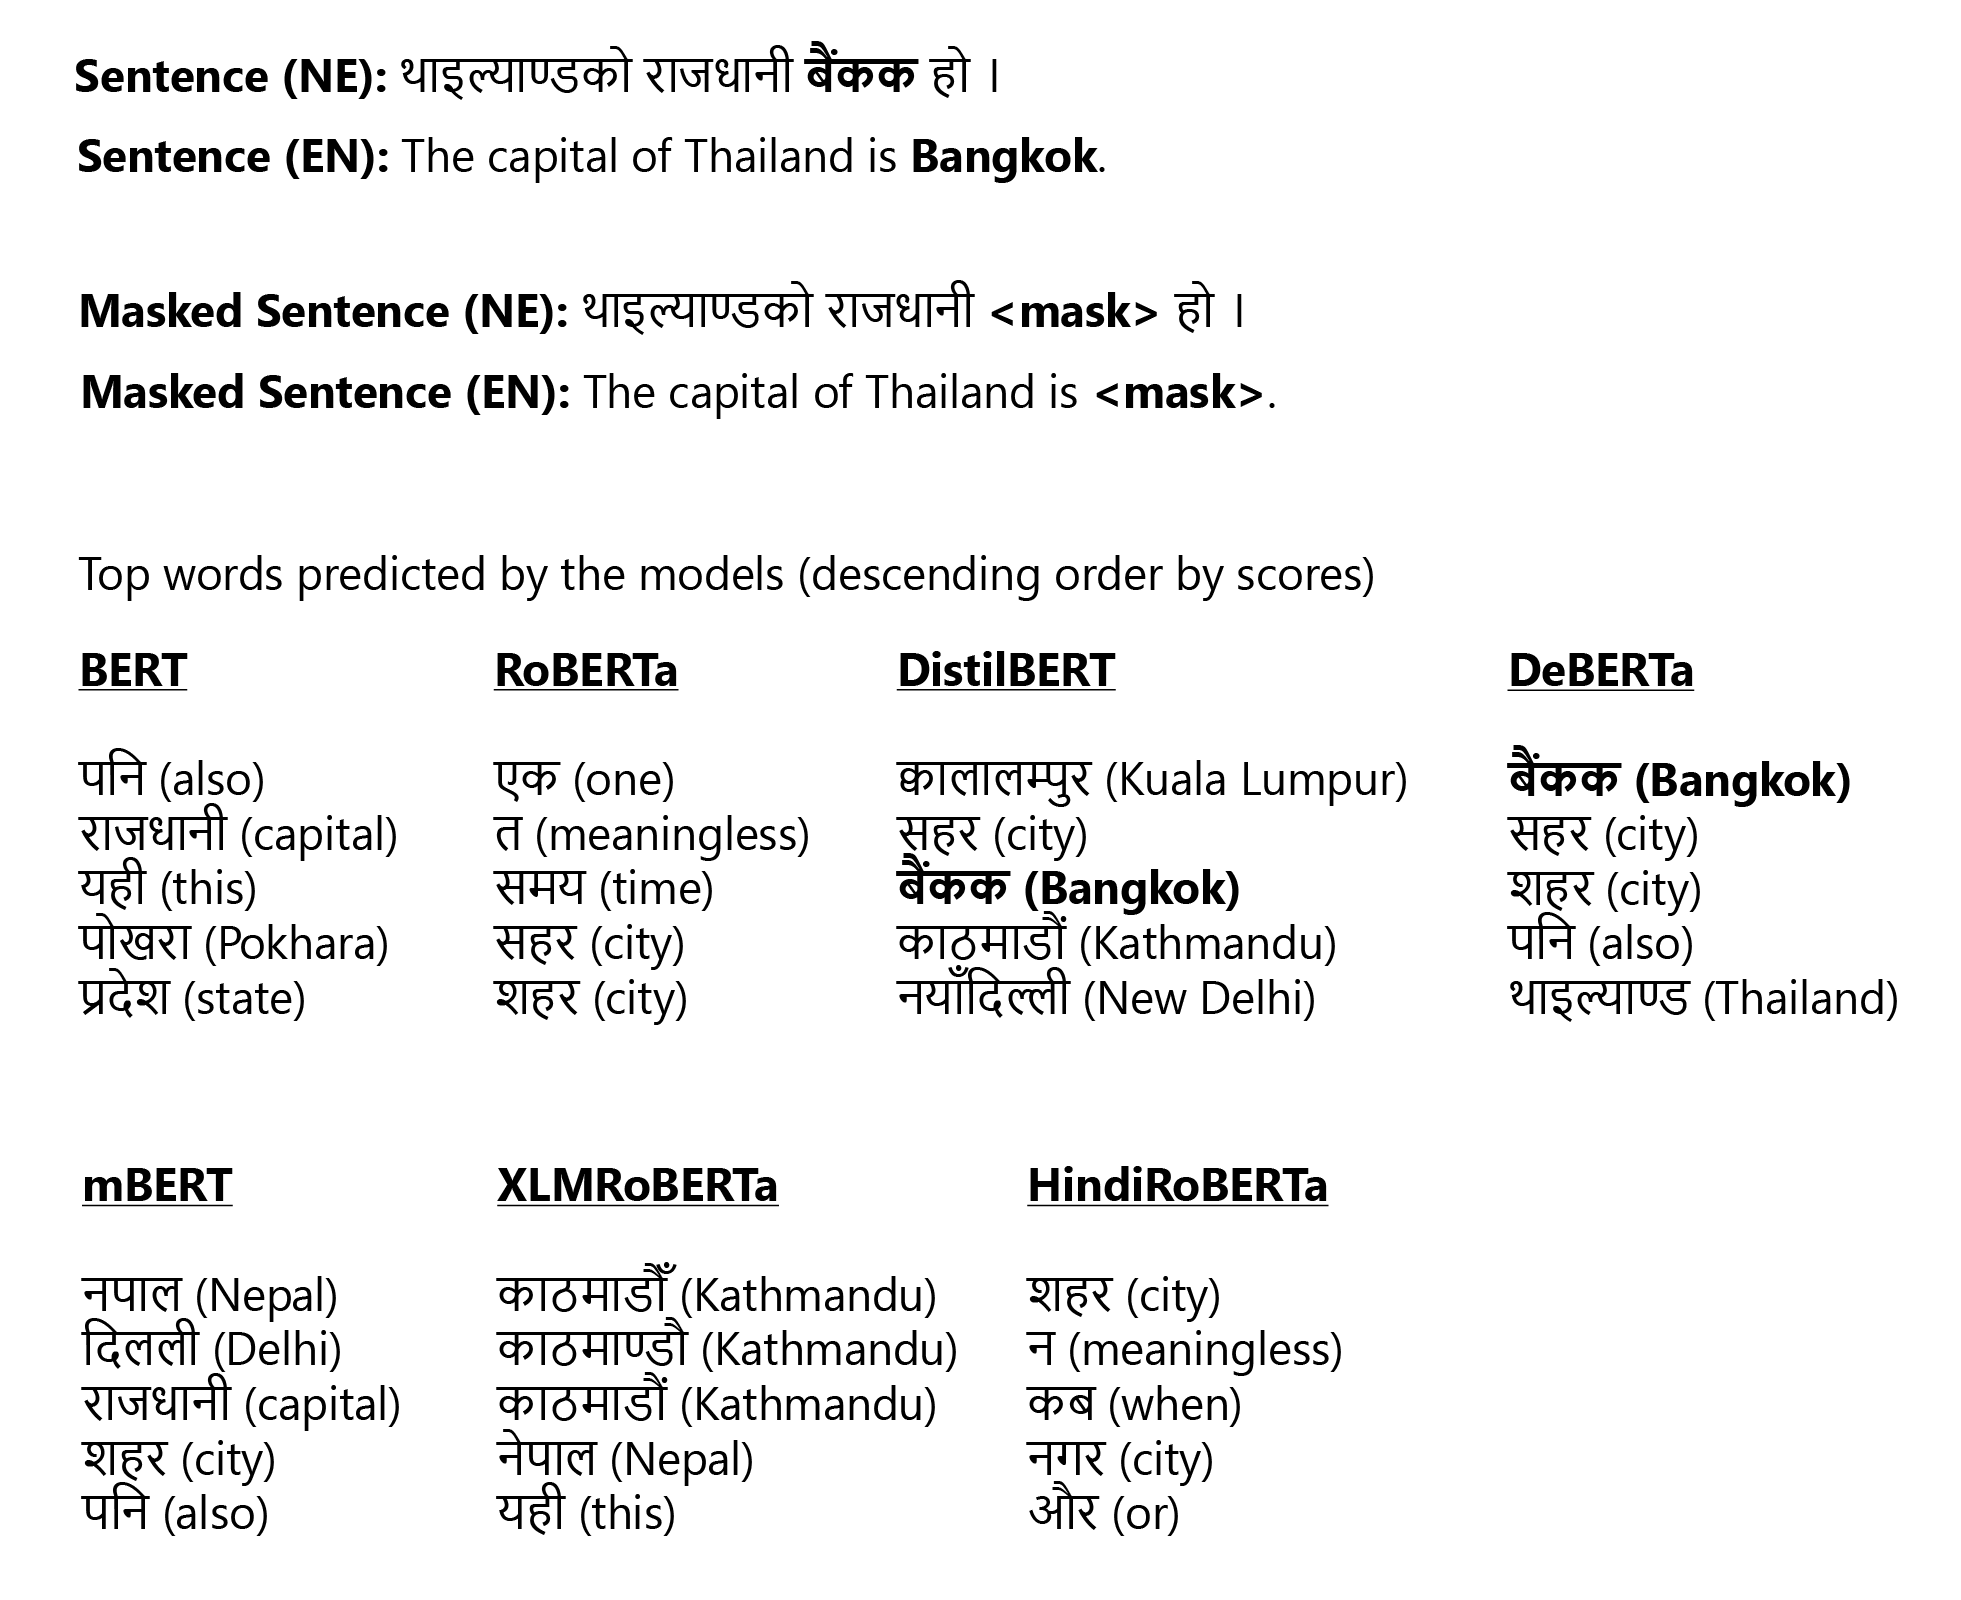 Sentence (NE): थाइल्याण्डको राजधानी बैंकक हो ।
Sentence (EN): The capital of Thailand is Bangkok.
Masked Sentence (NE): थाइल्याण्डको राजधानी <mask> हो ।
Masked Sentence (EN): The capital of Thailand is <mask>.
Top words predicted by the models (descending order by scores)
BERT RoBERTa DistilBERT DeBERTa
पनि (also) एक (one) क्वालालम्पुर (Kuala Lumpur) बैंकक (Bangkok)
राजधानी (capital) त (meaningless) सहर (city) सहर (city)
यही (this) समय (time) बैंकक (Bangkok) शहर (city)
पोखरा (Pokhara) सहर (city) काठमाडौं (Kathmandu) पनि (also)
प्रदेश (state) शहर (city) नयाँदिल्ली (New Delhi) थाइल्याण्ड (Thailand)
mBERT XLMRoBERTa HindiRoBERTa
नपाल (Nepal) काठमाडौँ (Kathmandu) शहर (city)
दिलली (Delhi) काठमाण्डौ (Kathmandu) न (meaningless)
राजधानी (capital) काठमाडौं (Kathmandu) कब (when)
शहर (city) नेपाल (Nepal) नगर (city)
पनि (also) यही (this) और (or)